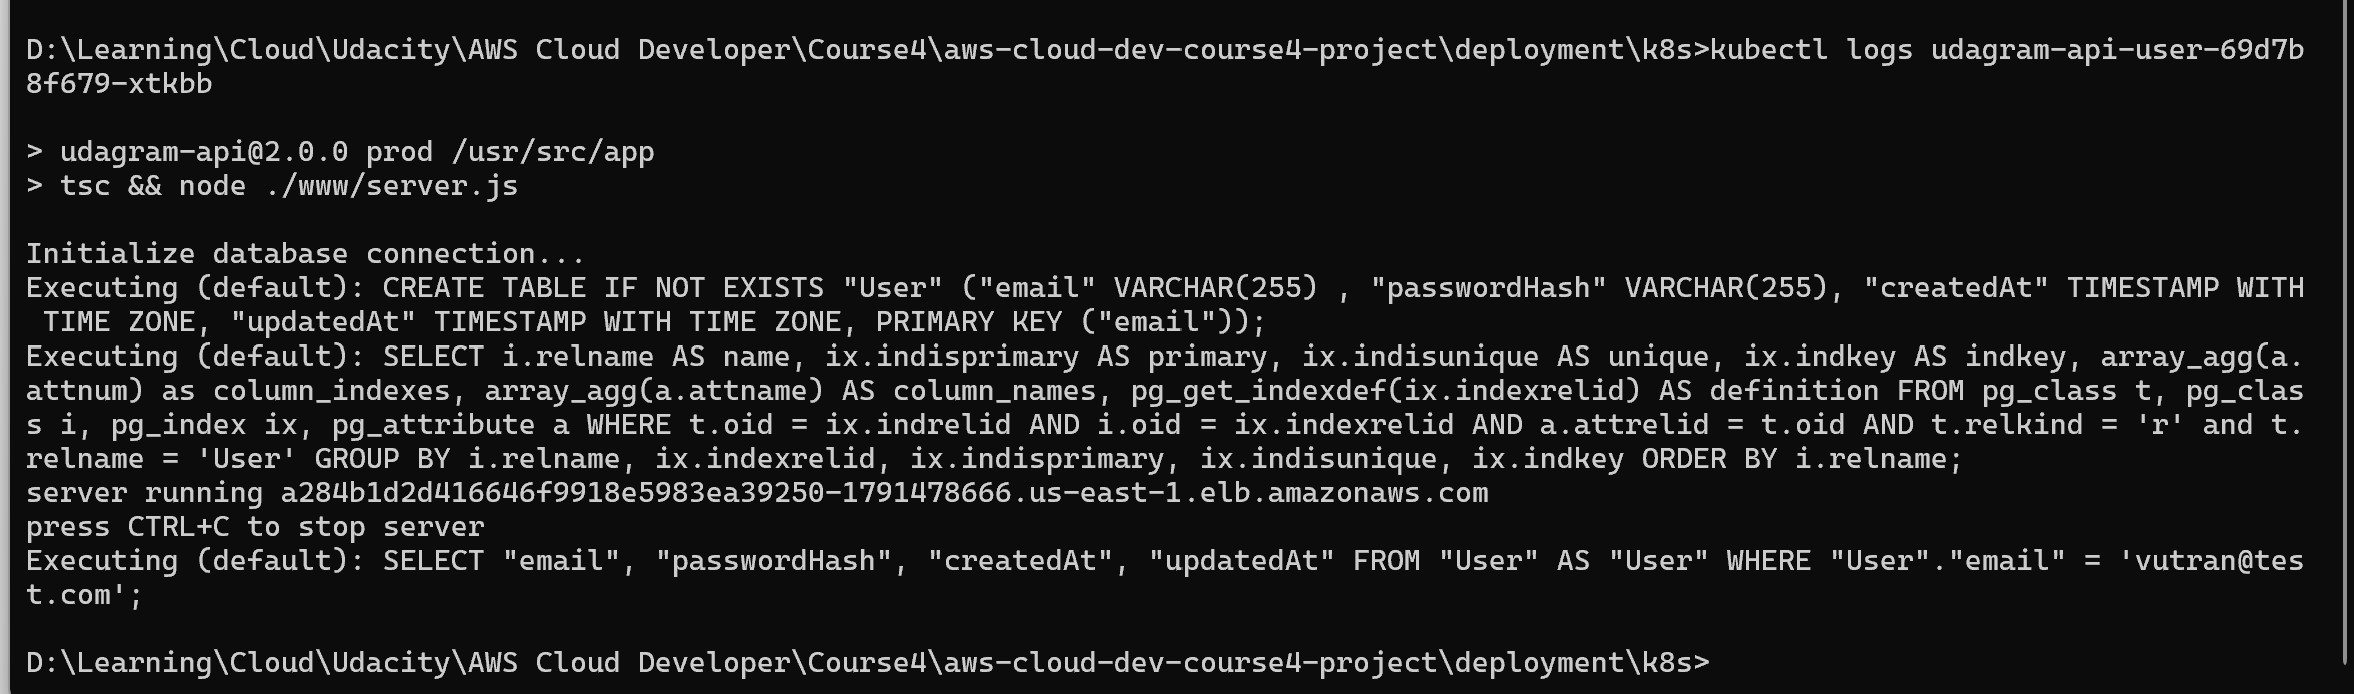 D:\Learning\Cloud\Udacity\AWS Cloud Developer\Course4\aws-cloud-dev-course4-project\deployment\k8s>kubectl logs udagram-api-user-69d7b
8f679-xtkbb
> udagram-api@2.0.0 prod /usr/src/app
> tsc && node ./www/server.js
Initialize database connection...
Executing (default): CREATE TABLE IF NOT EXISTS "User" ("email" VARCHAR(255) , "passwordHash" VARCHAR(255), "createdAt" TIMESTAMP WITH
 TIME ZONE, "updatedAt" TIMESTAMP WITH TIME ZONE, PRIMARY KEY ("email"));
Executing (default): SELECT i.relname AS name, ix.indisprimary AS primary, ix.indisunique AS unique, ix.indkey AS indkey, array_agg(a.
attnum) as column_indexes, array_agg(a.attname) AS column_names, pg_get_indexdef(ix.indexrelid) AS definition FROM pg_class t, pg_clas
s i, pg_index ix, pg_attribute a WHERE t.oid = ix.indrelid AND i.oid = ix.indexrelid AND a.attrelid = t.oid AND t.relkind = 'r' and t.
relname = 'User' GROUP BY i.relname, ix.indexrelid, ix.indisprimary, ix.indisunique, ix.indkey ORDER BY i.relname;
server running a284b1d2d416646f9918e5983ea39250-1791478666.us-east-1.elb.amazonaws.com
press CTRL+C to stop server
Executing (default): SELECT "email", "passwordHash", "createdAt", "updatedAt" FROM "User" AS "User" WHERE "User"."email" = 'vutran@tes
t.com';
D:\Learning\Cloud\Udacity\AWS Cloud Developer\Course4\aws-cloud-dev-course4-project\deployment\k8s>